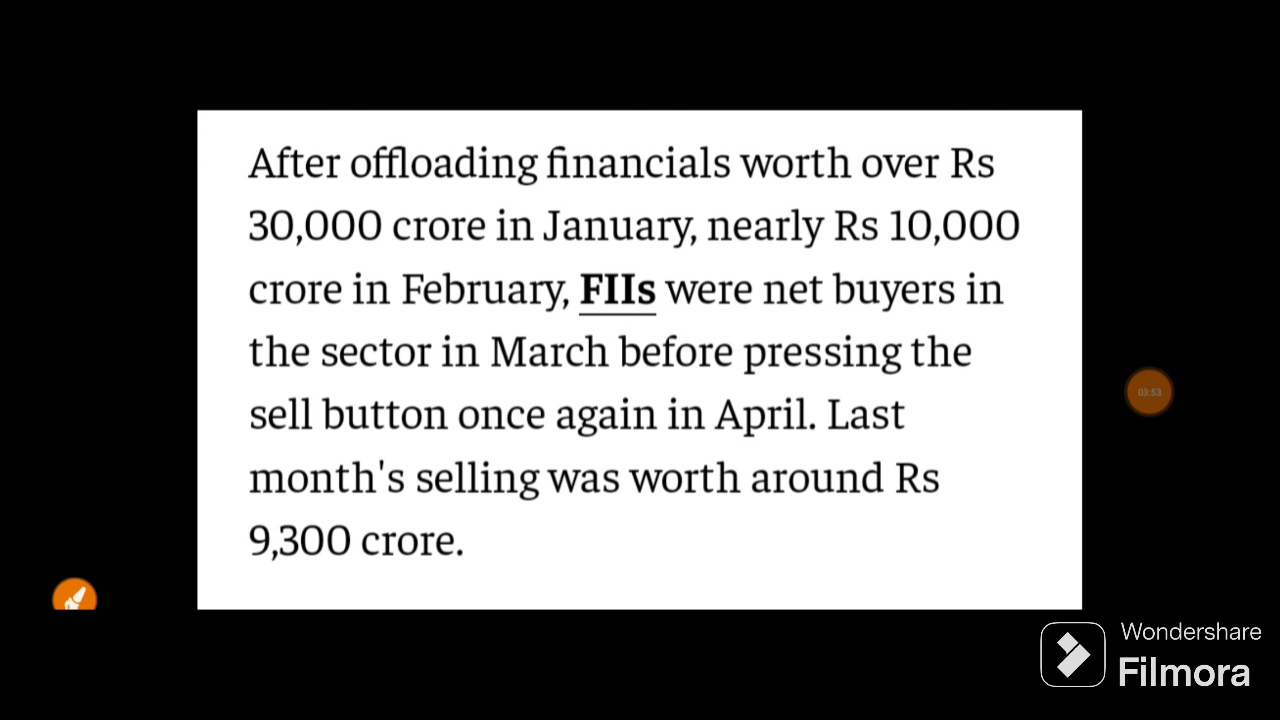 After offloading financials worth over Rs
30,000 crore in January, nearly Rs 10,000
crore in February, FIIs were net buyers in
the sector in March before pressing the
sell button once again in April. Last
month's selling was worth around Rs
9,300 crore.
03:53
Wondershare
Filmora